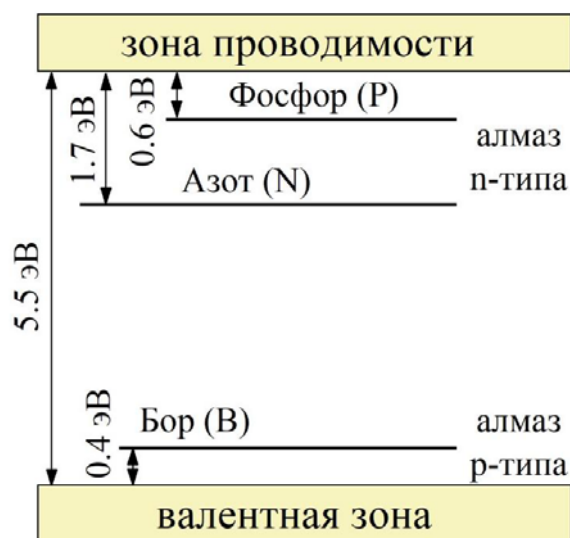 зона проводимости
5.5 эВ
1.7 эВ
0.6 эВ
Фосфор (P)
Азот (N)
алмаз
n-типа
0.4 эВ
Бор (B)
алмаз
p-типа
валентная зона